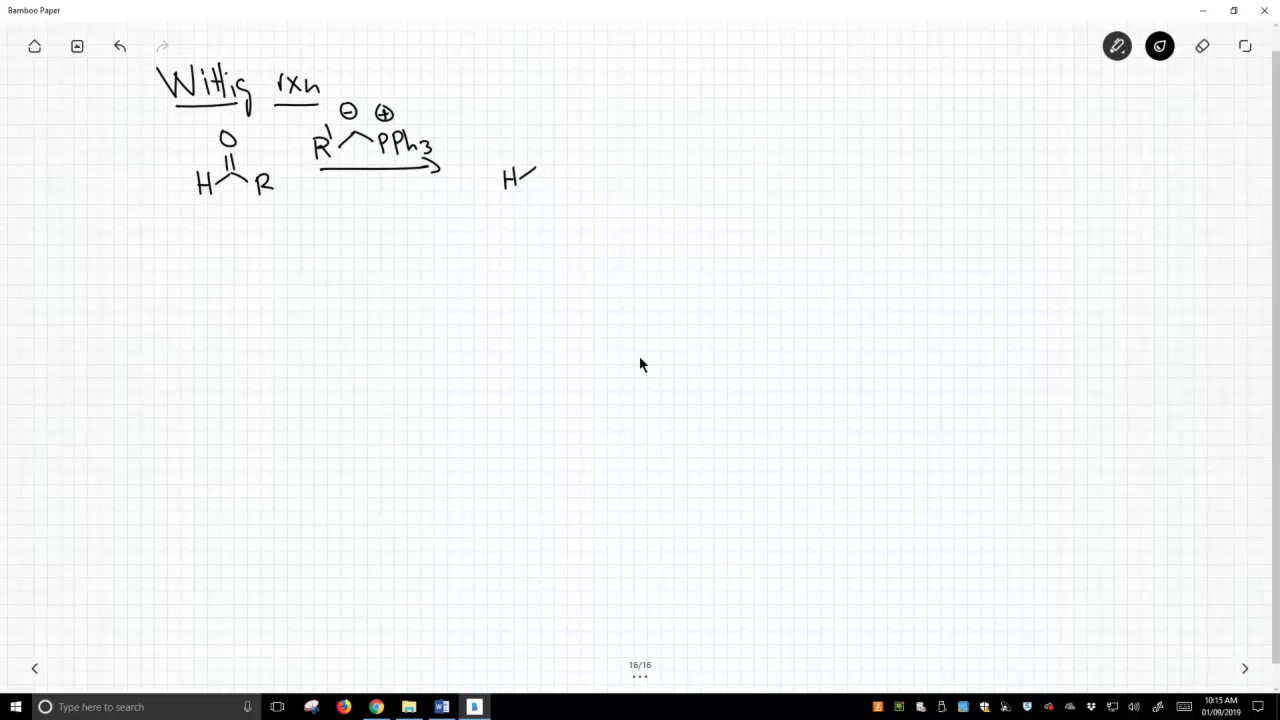 Bamboo Paper
Wittig rxn
⊖ ⊕
O
R' PPh3
H R
H
16/16
Type here to search
10:15 AM
01/09/2019